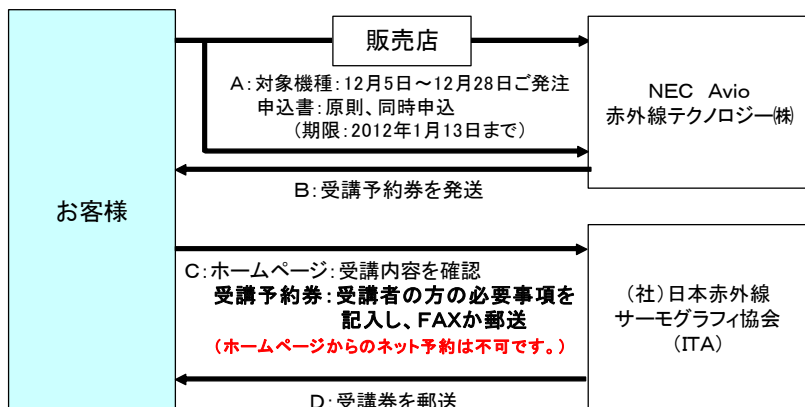 販売店
A：対象機種：12月5日～12月28日ご発注
申込書：原則、同時申込
（期限：2012年1月13日まで）
NEC Avio
赤外線テクノロジー㈱
B：受講予約券を発送
お客様
C：ホームページ：受講内容を確認
受講予約券：受講者の方の必要事項を
記入し、FAXか郵送
（ホームページからのネット予約は不可です。）
（社）日本赤外線
サーモグラフィ協会
（ITA）
D：受講券を郵送